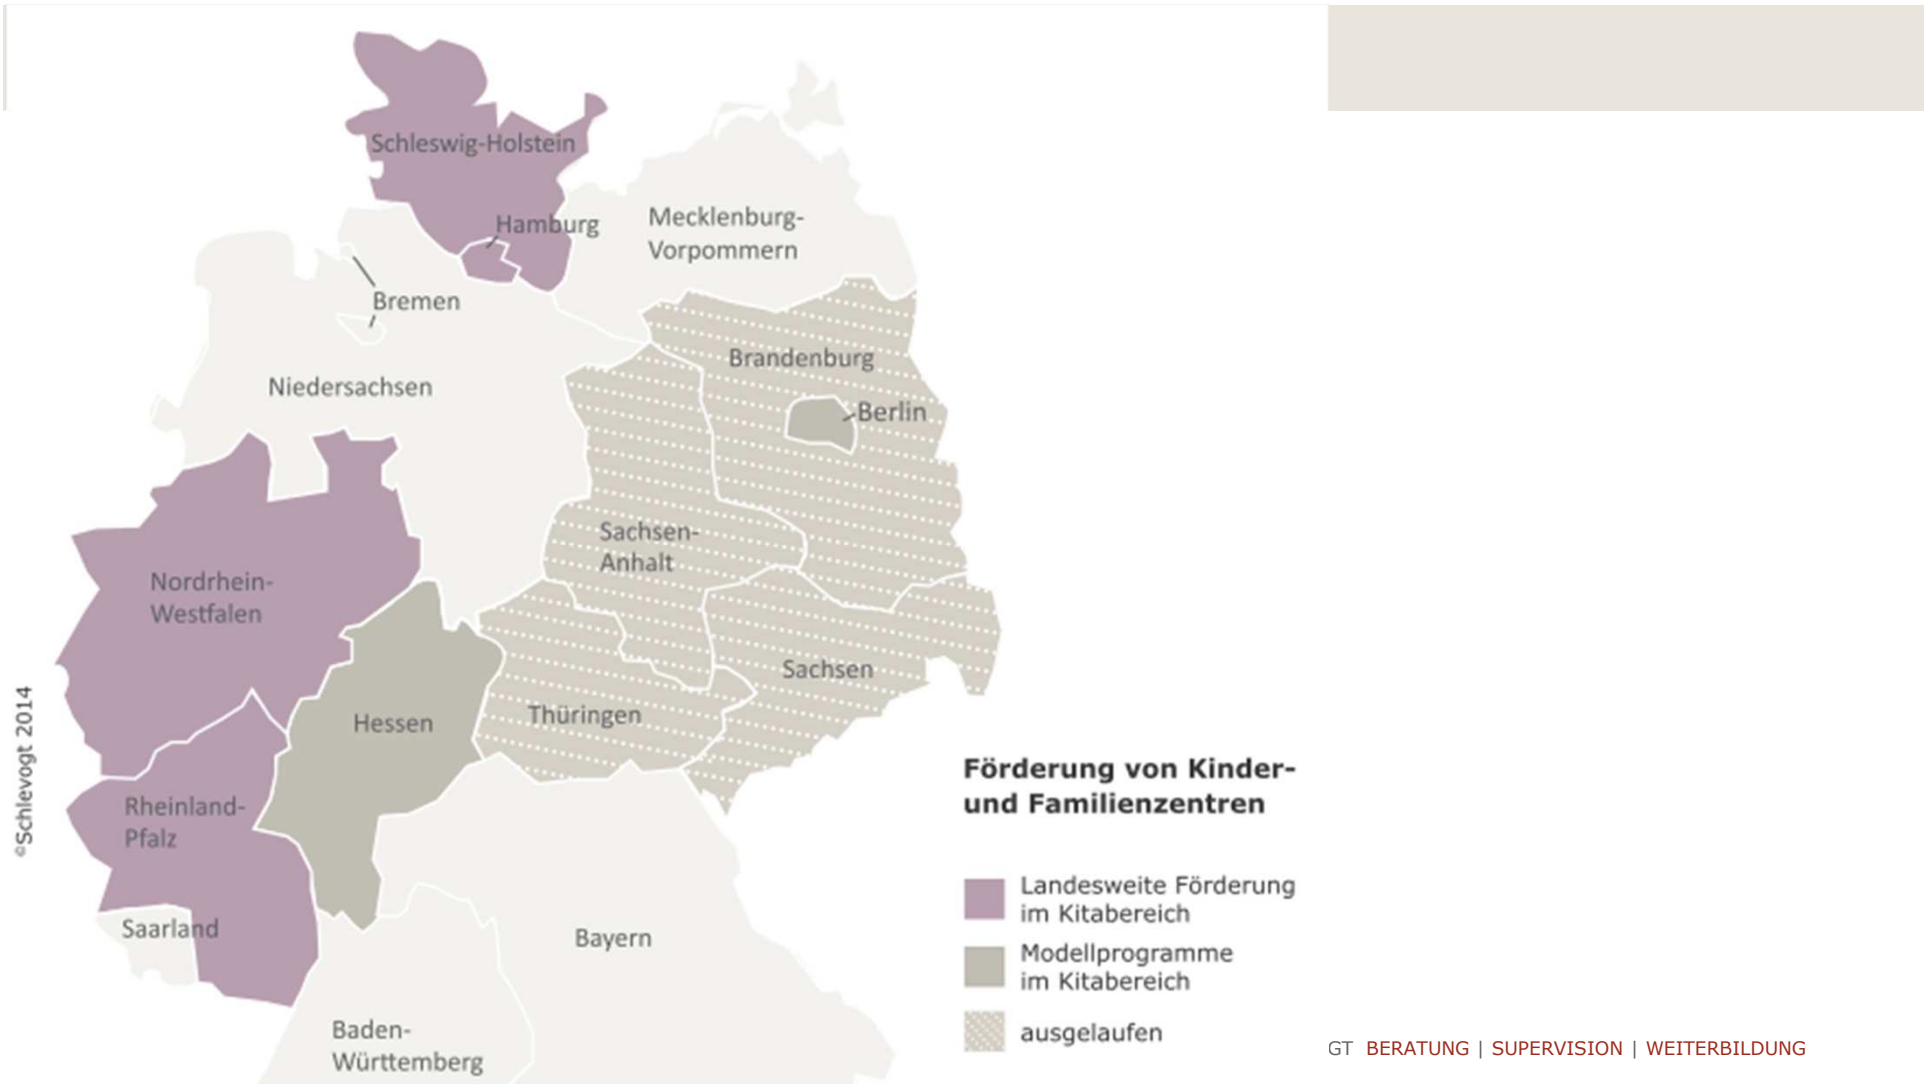 Schleswig-Holstein
Hamburg
Mecklenburg-
Vorpommern
Bremen
Niedersachsen
Brandenburg
Berlin
Sachsen-
Anhalt
Nordrhein-
Westfalen
Sachsen
Hessen
Thüringen
Rheinland-
Pfalz
Saarland
Bayern
Baden-
Württemberg
©Schlevogt 2014
Förderung von Kinder-
und Familienzentren
Landesweite Förderung
im Kitabereich
Modellprogramme
im Kitabereich
ausgelaufen
GT BERATUNG | SUPERVISION | WEITERBILDUNG